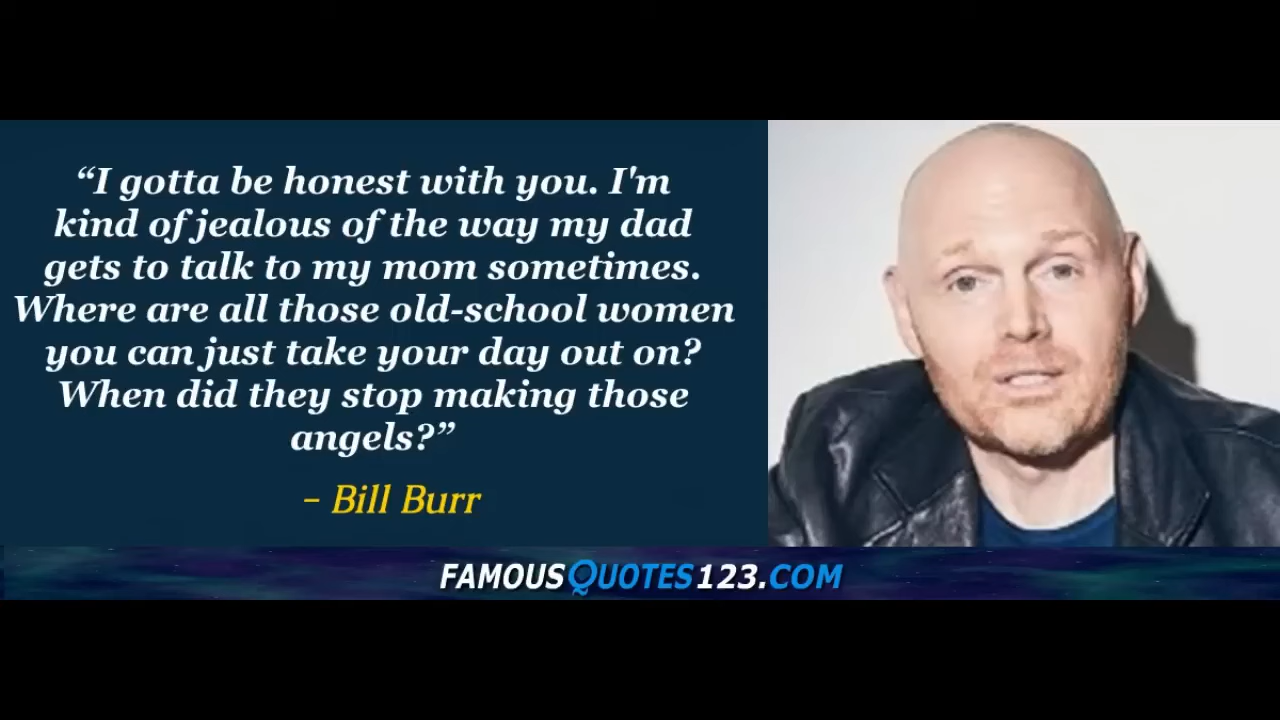 “I gotta be honest with you. I'm
kind of jealous of the way my dad
gets to talk to my mom sometimes.
Where are all those old-school women
you can just take your day out on?
When did they stop making those
angels?”
– Bill Burr
FAMOUSQUOTES123.COM